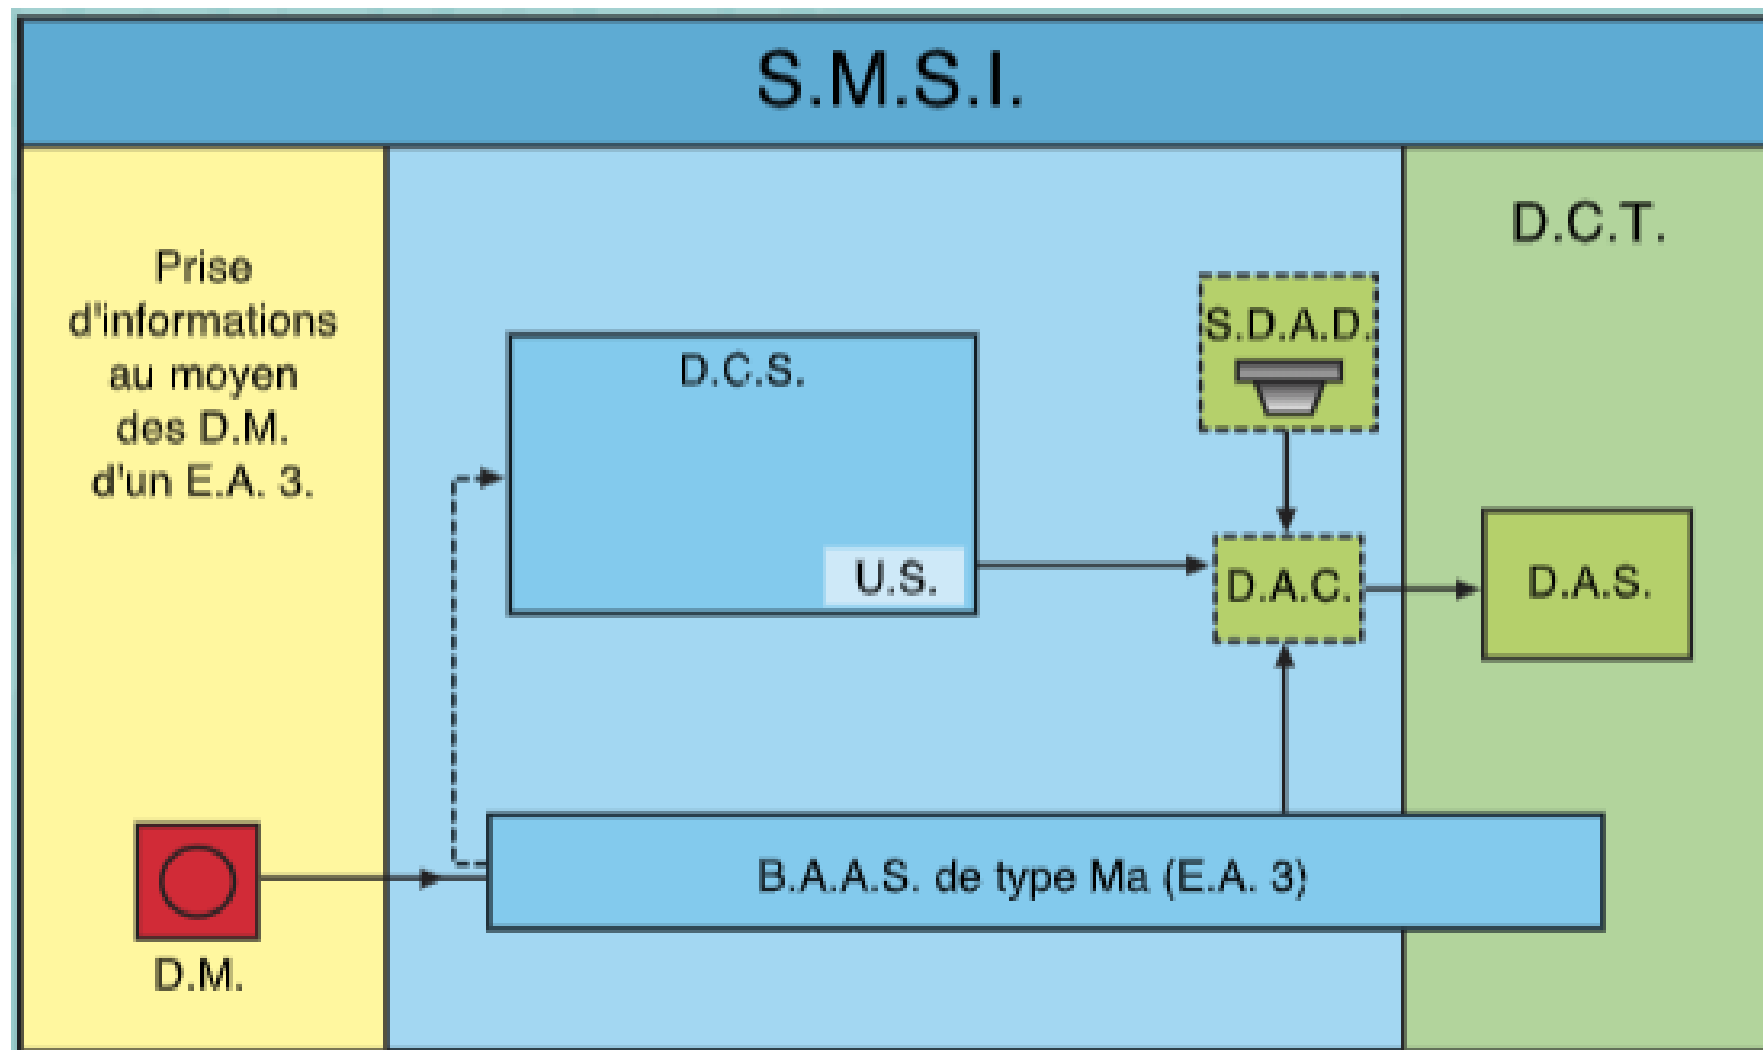 S.M.S.I.
Prise
d'informations
au moyen
des D.M.
d'un E.A. 3.
D.M.
D.C.S.
U.S.
S.D.A.D.
D.A.C.
B.A.A.S. de type Ma (E.A. 3)
D.C.T.
D.A.S.